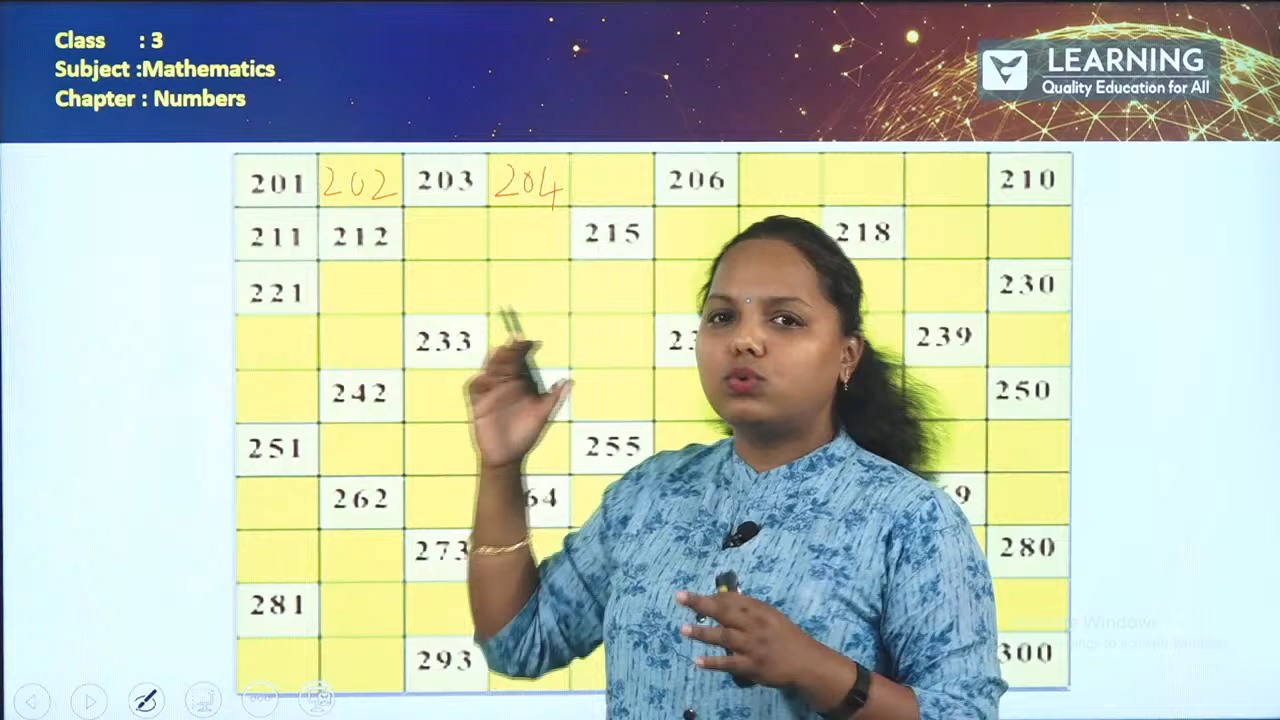 Class : 3
Subject :Mathematics
Chapter : Numbers
LEARNING
Quality Education for All
201 202 203 204 206 210
211 212 215 218
221 230
233 239
242 250
251 255
262
273 280
281
293 300